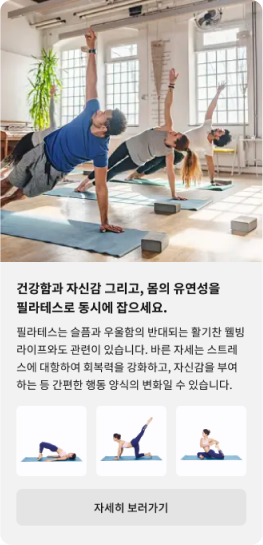 건강함과 자신감 그리고, 몸의 유연성을
필라테스로 동시에 잡으세요.
필라테스는 슬픔과 우울함의 반대되는 활기찬 웰빙
라이프와도 관련이 있습니다. 바른 자세는 스트레
스에 대항하여 회복력을 강화하고, 자신감을 부여
하는 등 간편한 행동 양식의 변화일 수 있습니다.
자세히 보러가기